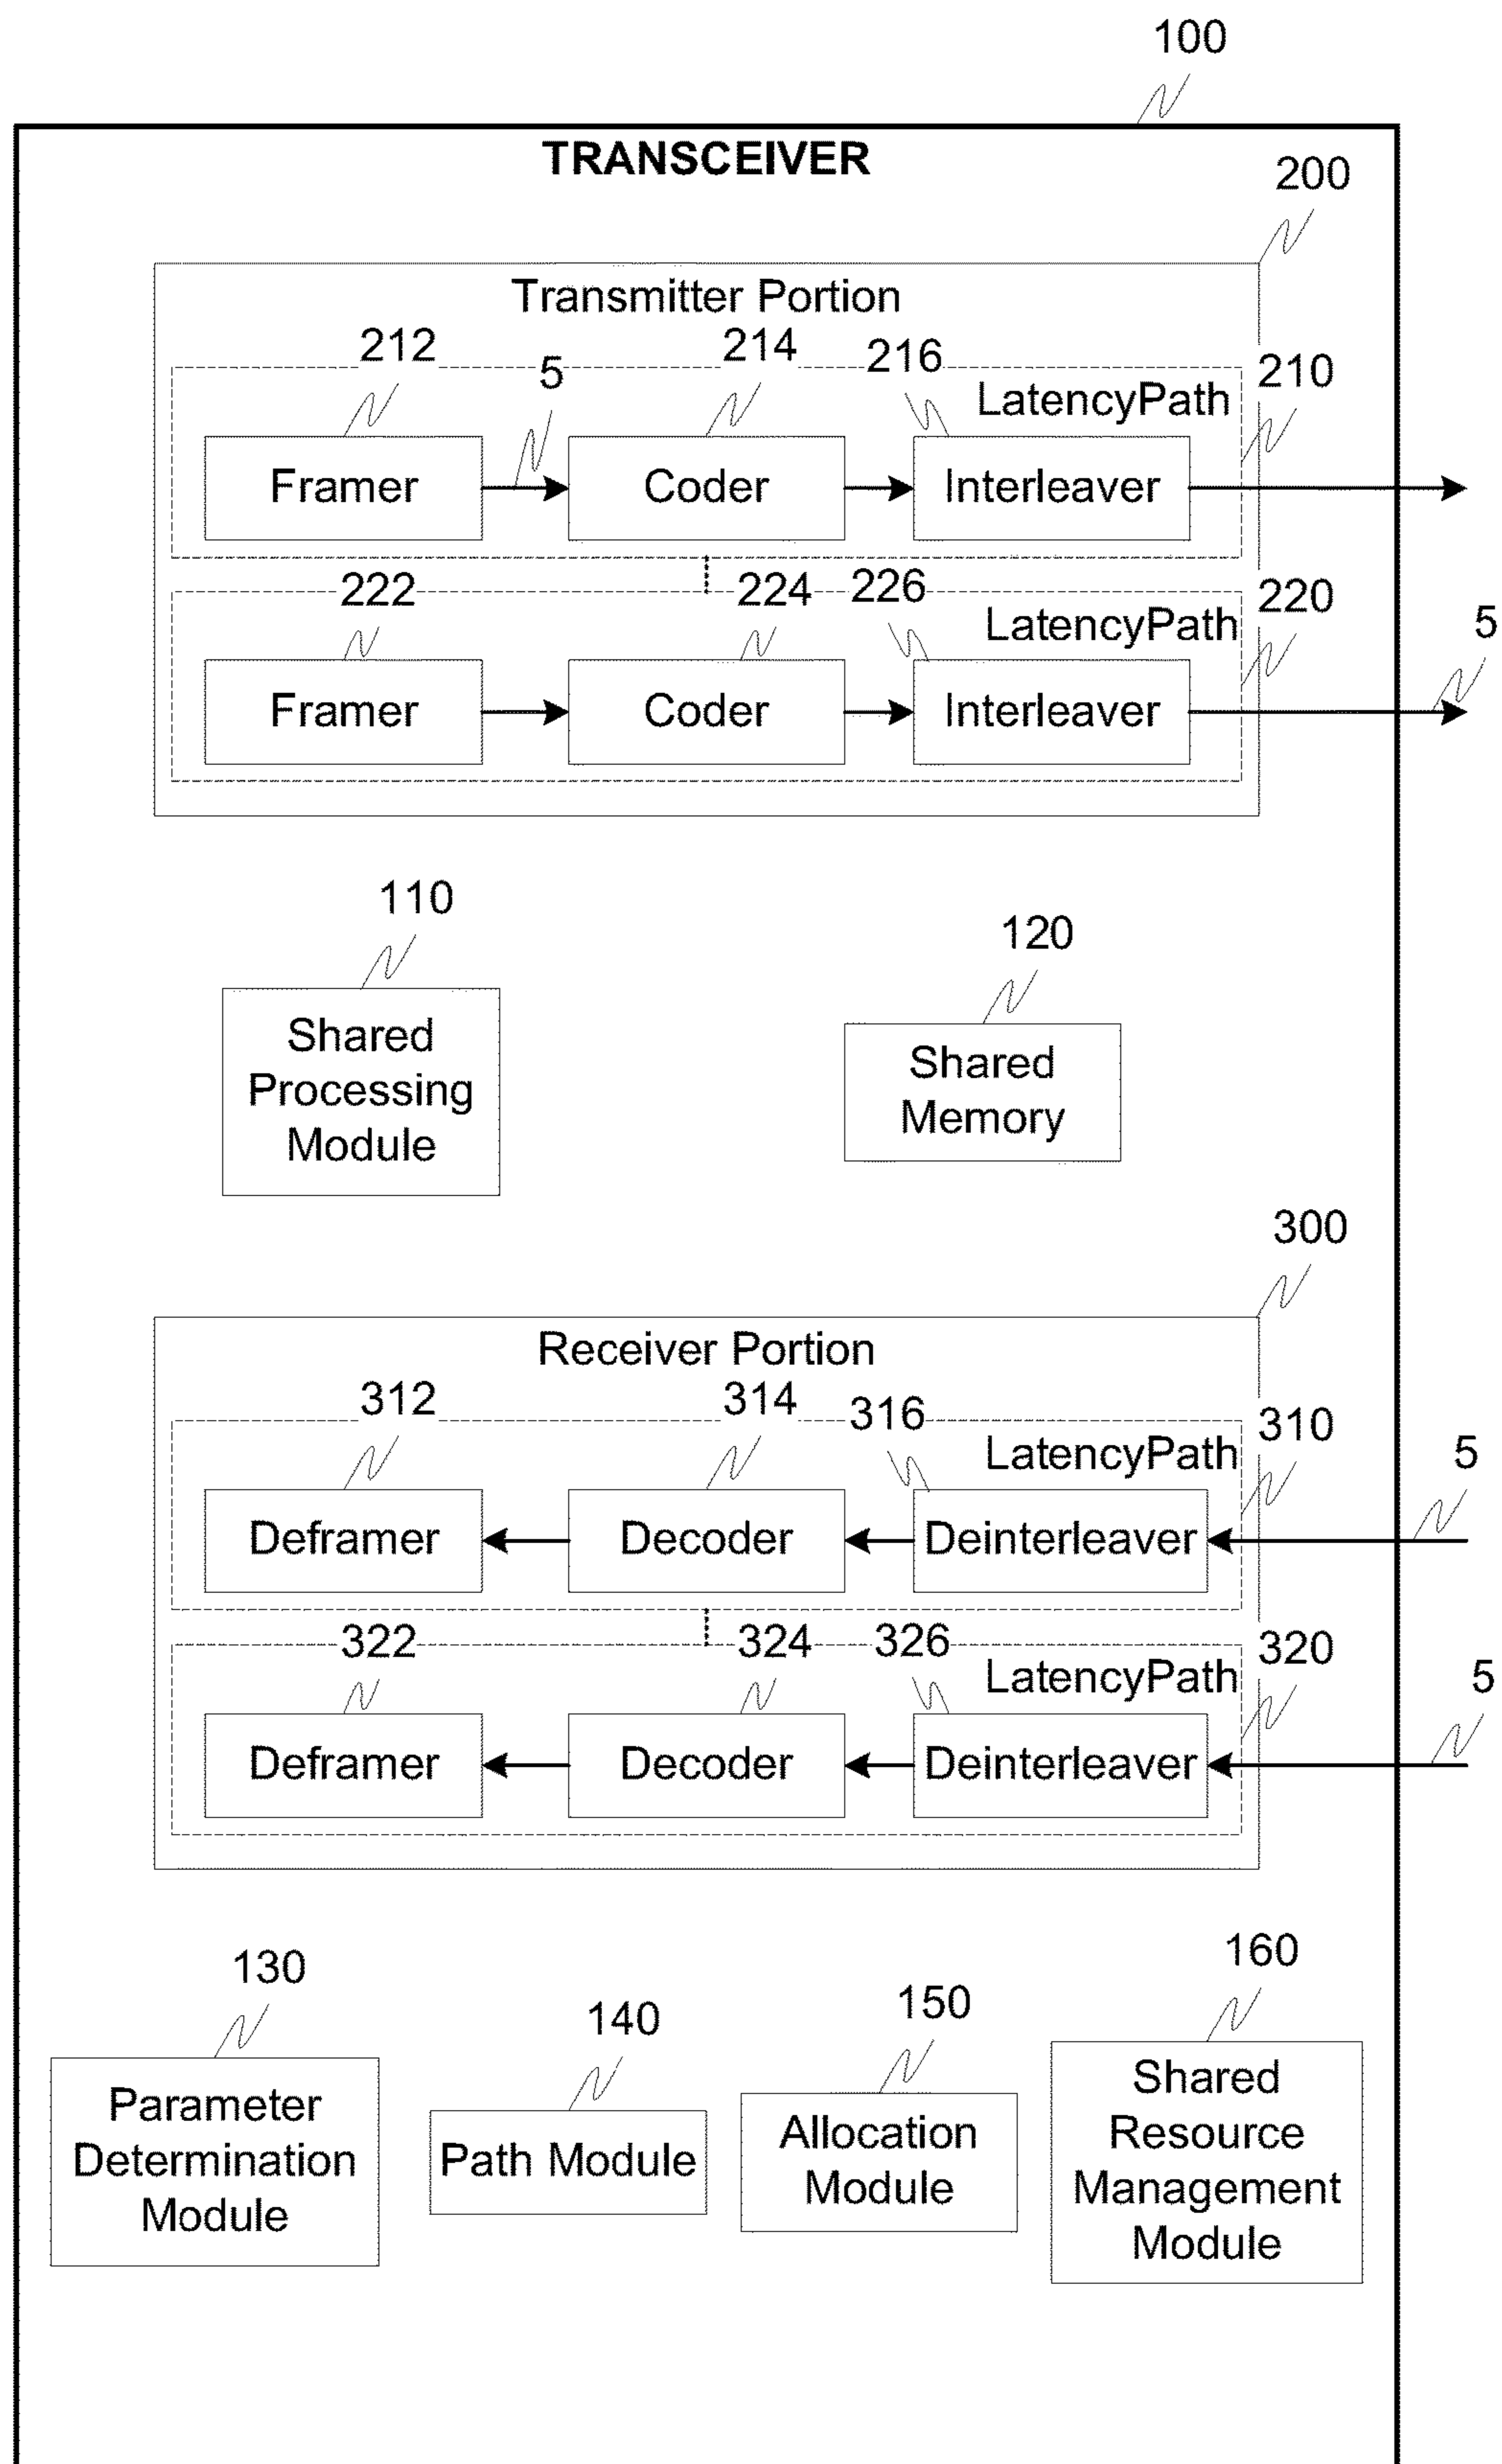 100
TRANSCEIVER
200
Transmitter Portion
212
5
214
216
210
LatencyPath
Framer
Coder
Interleaver
222
224
226
220
5
LatencyPath
Framer
Coder
Interleaver
110
120
Shared
Processing
Module
Shared
Memory
300
Receiver Portion
312
314
316
310
5
LatencyPath
Deframer
Decoder
Deinterleaver
322
324
326
320
5
LatencyPath
Deframer
Decoder
Deinterleaver
130
140
150
160
Parameter
Determination
Module
Path Module
Allocation
Module
Shared
Resource
Management
Module